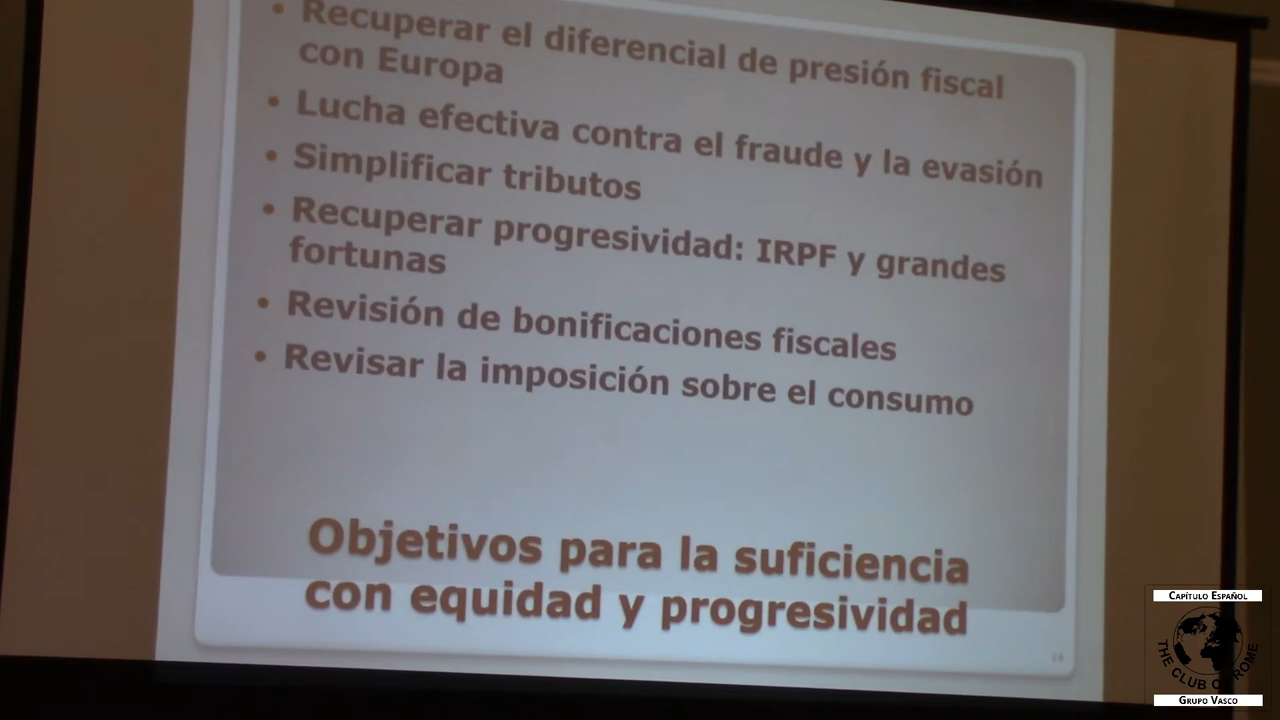 • Recuperar el diferencial de presión fiscal
con Europa
• Lucha efectiva contra el fraude y la evasión
• Simplificar tributos
• Recuperar progresividad: IRPF y grandes
fortunas
• Revisión de bonificaciones fiscales
• Revisar la imposición sobre el consumo
Objetivos para la suficiencia
con equidad y progresividad
CAPÍTULO ESPAÑOL
THE CLUB OF ROME
GRUPO VASCO